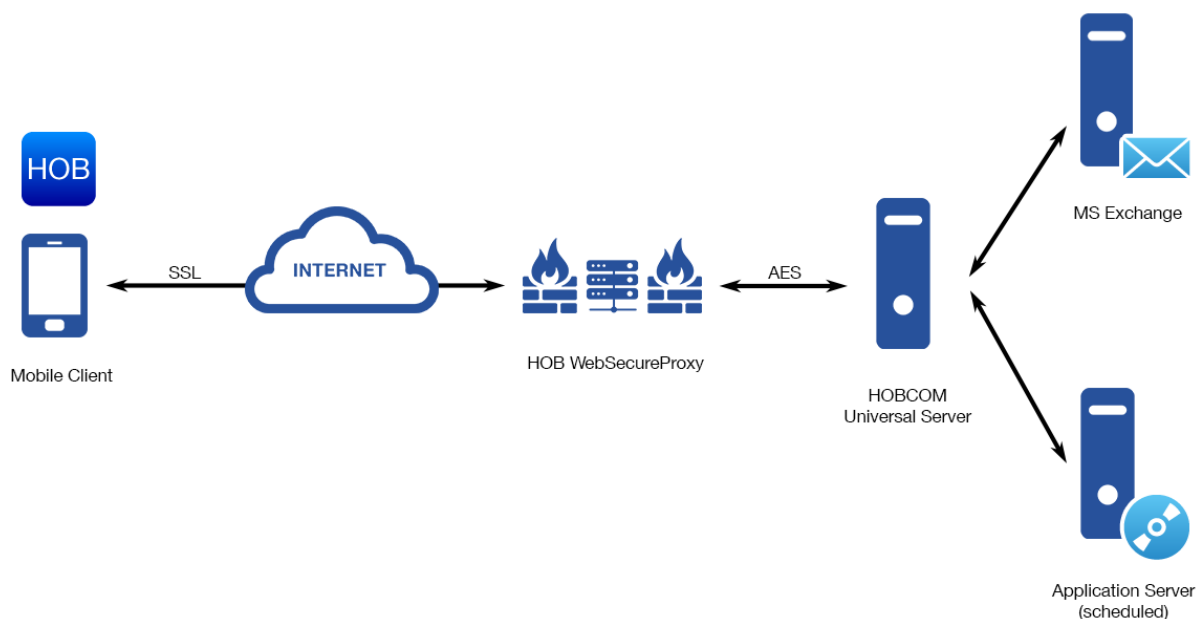 HOB
Mobile Client
SSL
INTERNET
HOB WebSecureProxy
AES
HOBCOM
Universal Server
MS Exchange
Application Server
(scheduled)